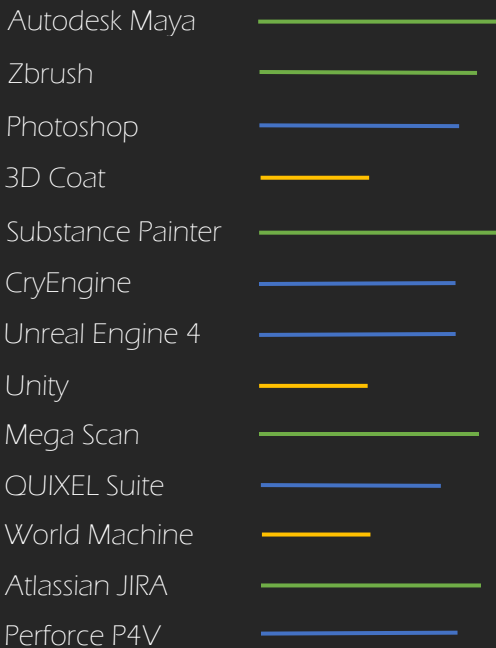 Autodesk Maya
Zbrush
Photoshop
3D Coat
Substance Painter
CryEngine
Unreal Engine 4
Unity
Mega Scan
QUIXEL Suite
World Machine
Atlassian JIRA
Perforce P4V